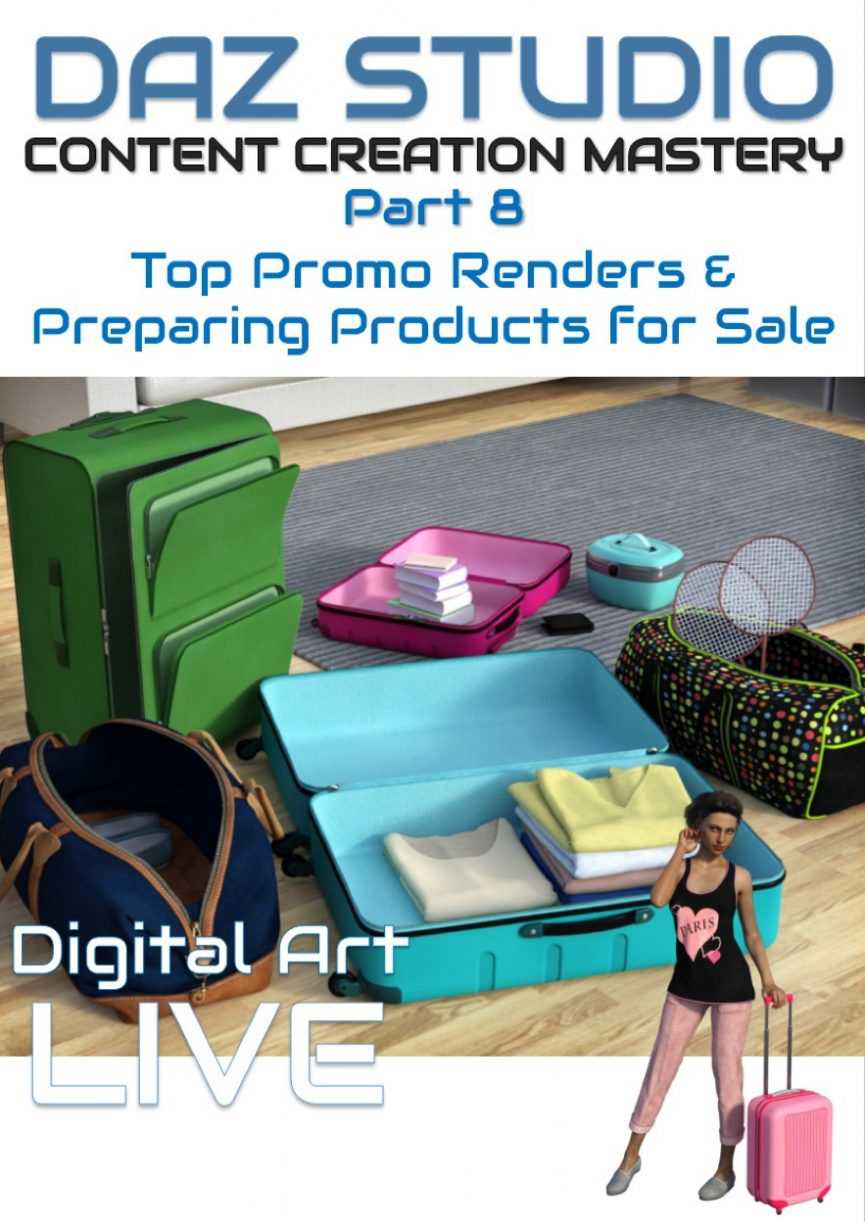 DAZ STUDIO
CONTENT CREATION MASTERY
Part 8
Top Promo Renders &
Preparing Products for Sale
PARIS
Digital Art
LIVE